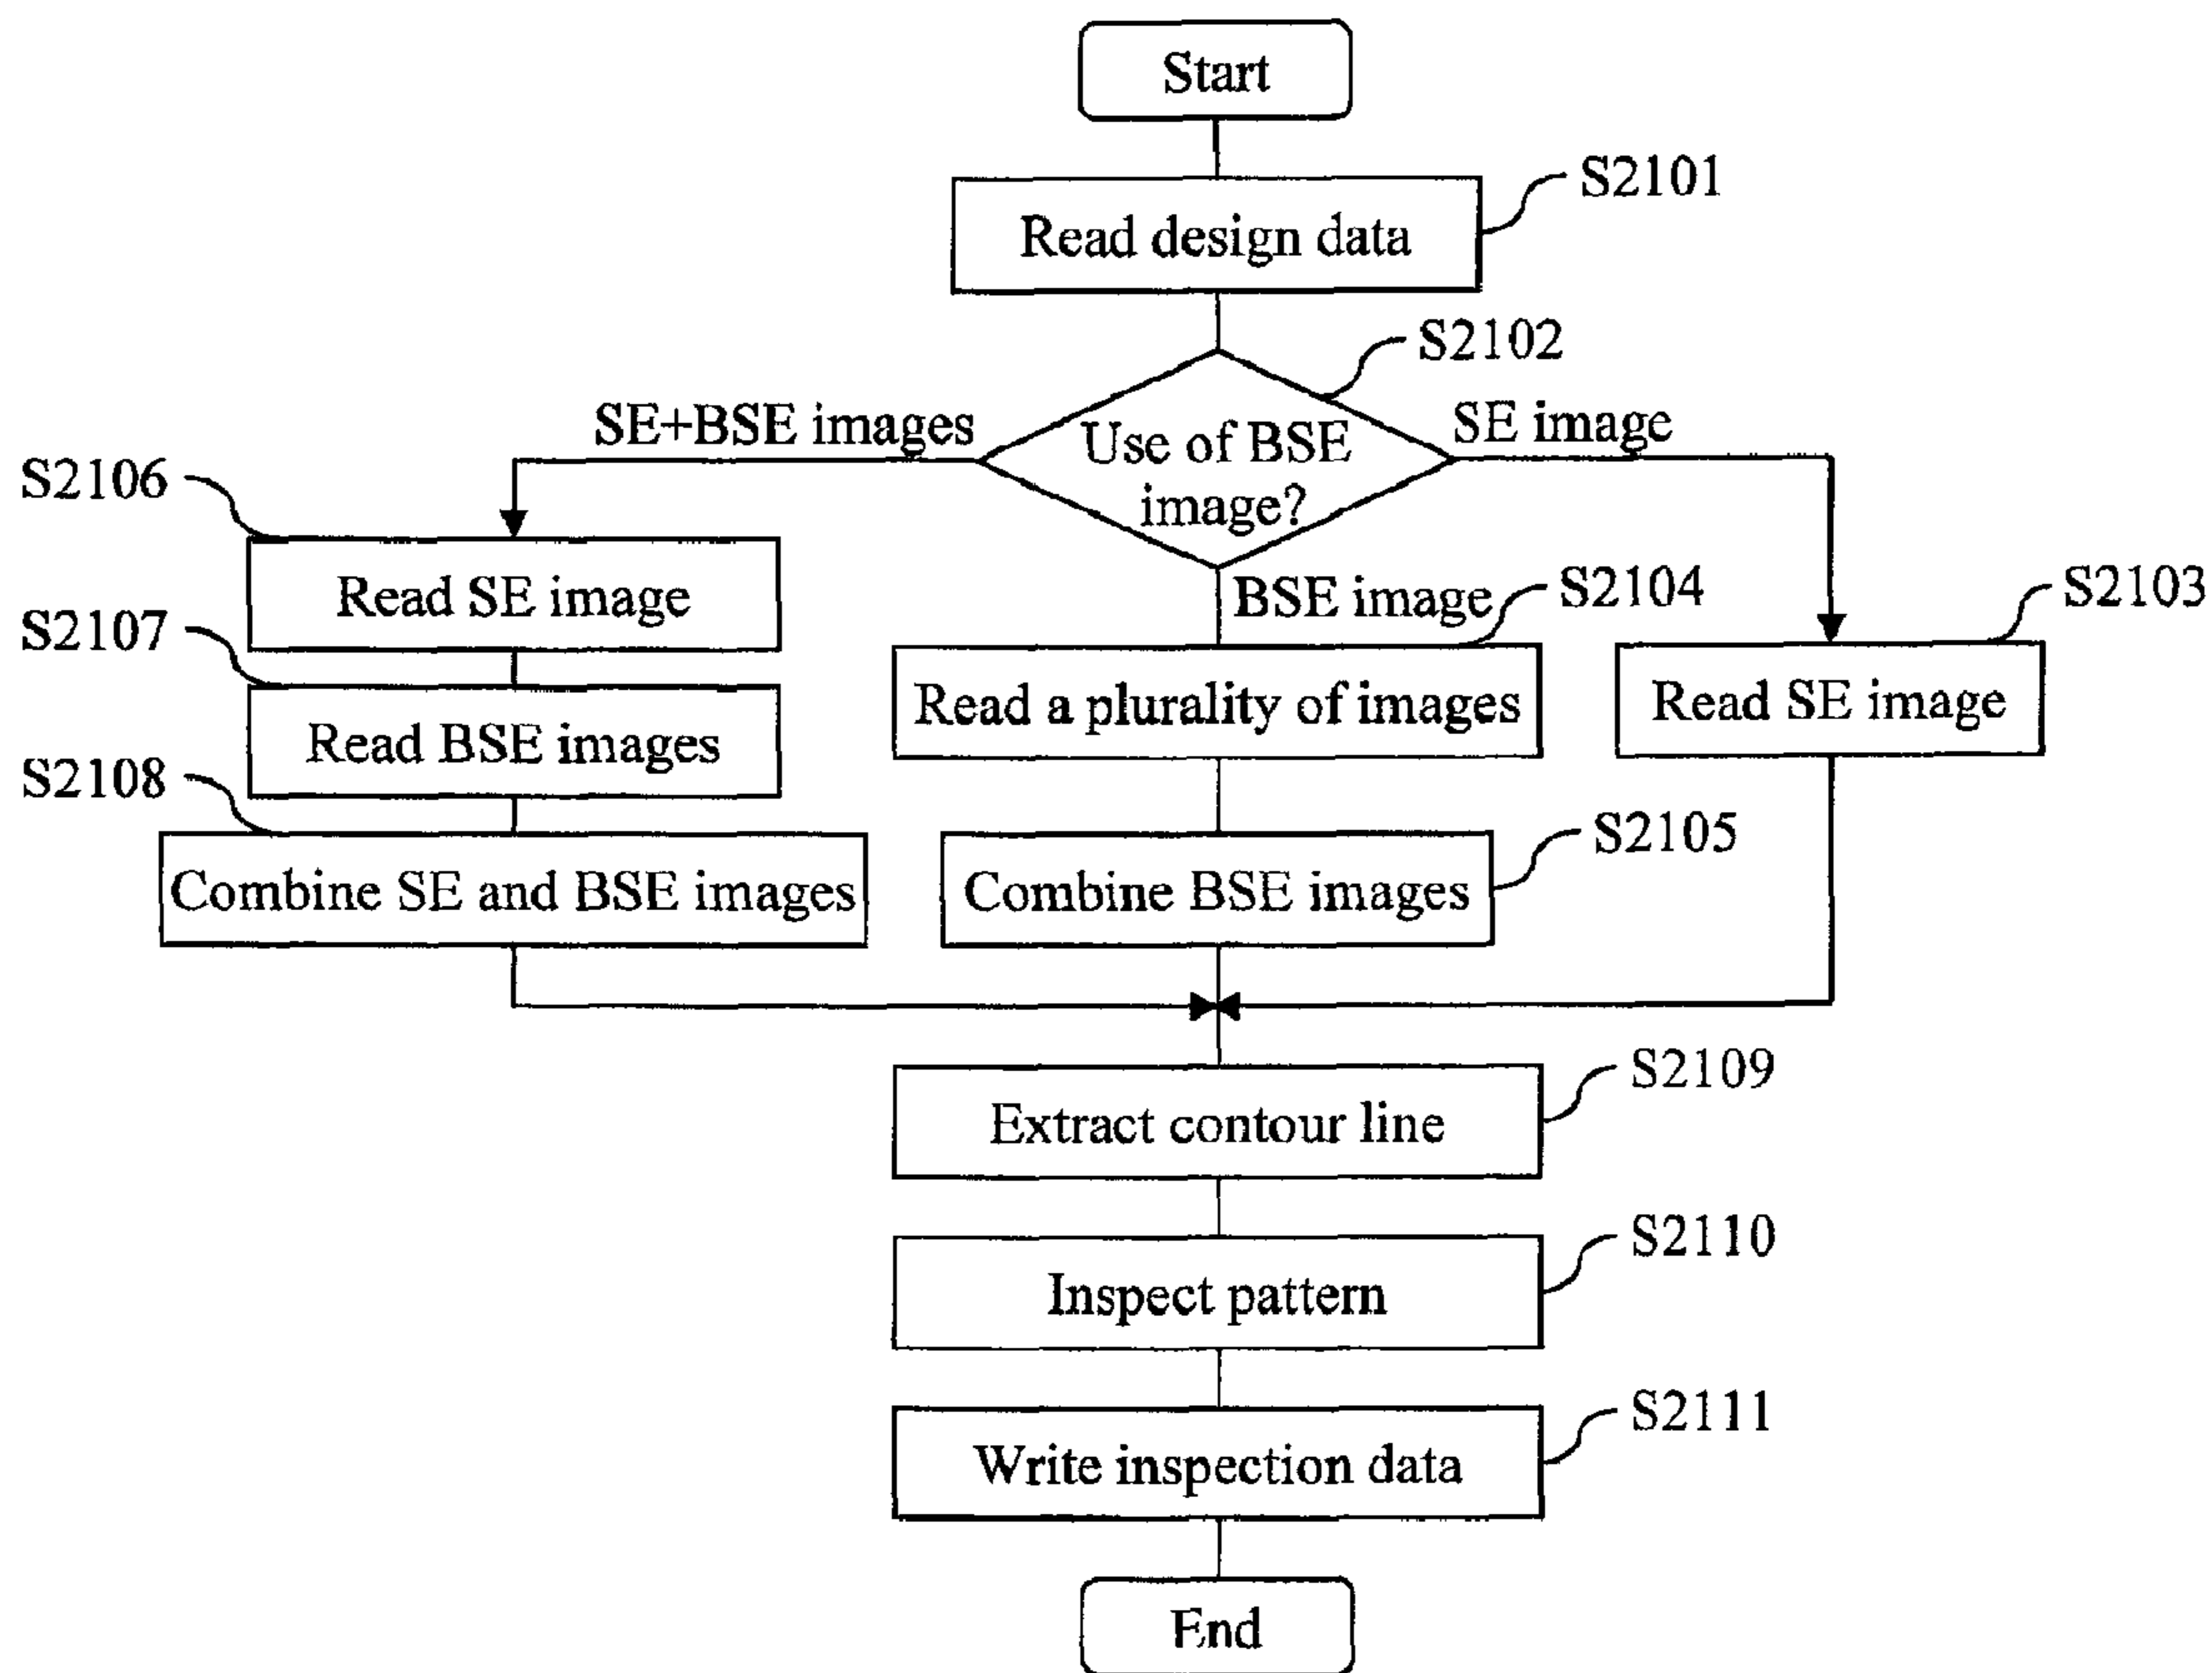 Start
S2101
Read design data
S2102
SE+BSE images
Use of BSE
image?
SE image
S2106
Read SE image
BSE image
S2104
S2103
S2107
Read BSE images
Read a plurality of images
Read SE image
S2108
Combine SE and BSE images
S2105
Combine BSE images
S2109
Extract contour line
S2110
Inspect pattern
S2111
Write inspection data
End